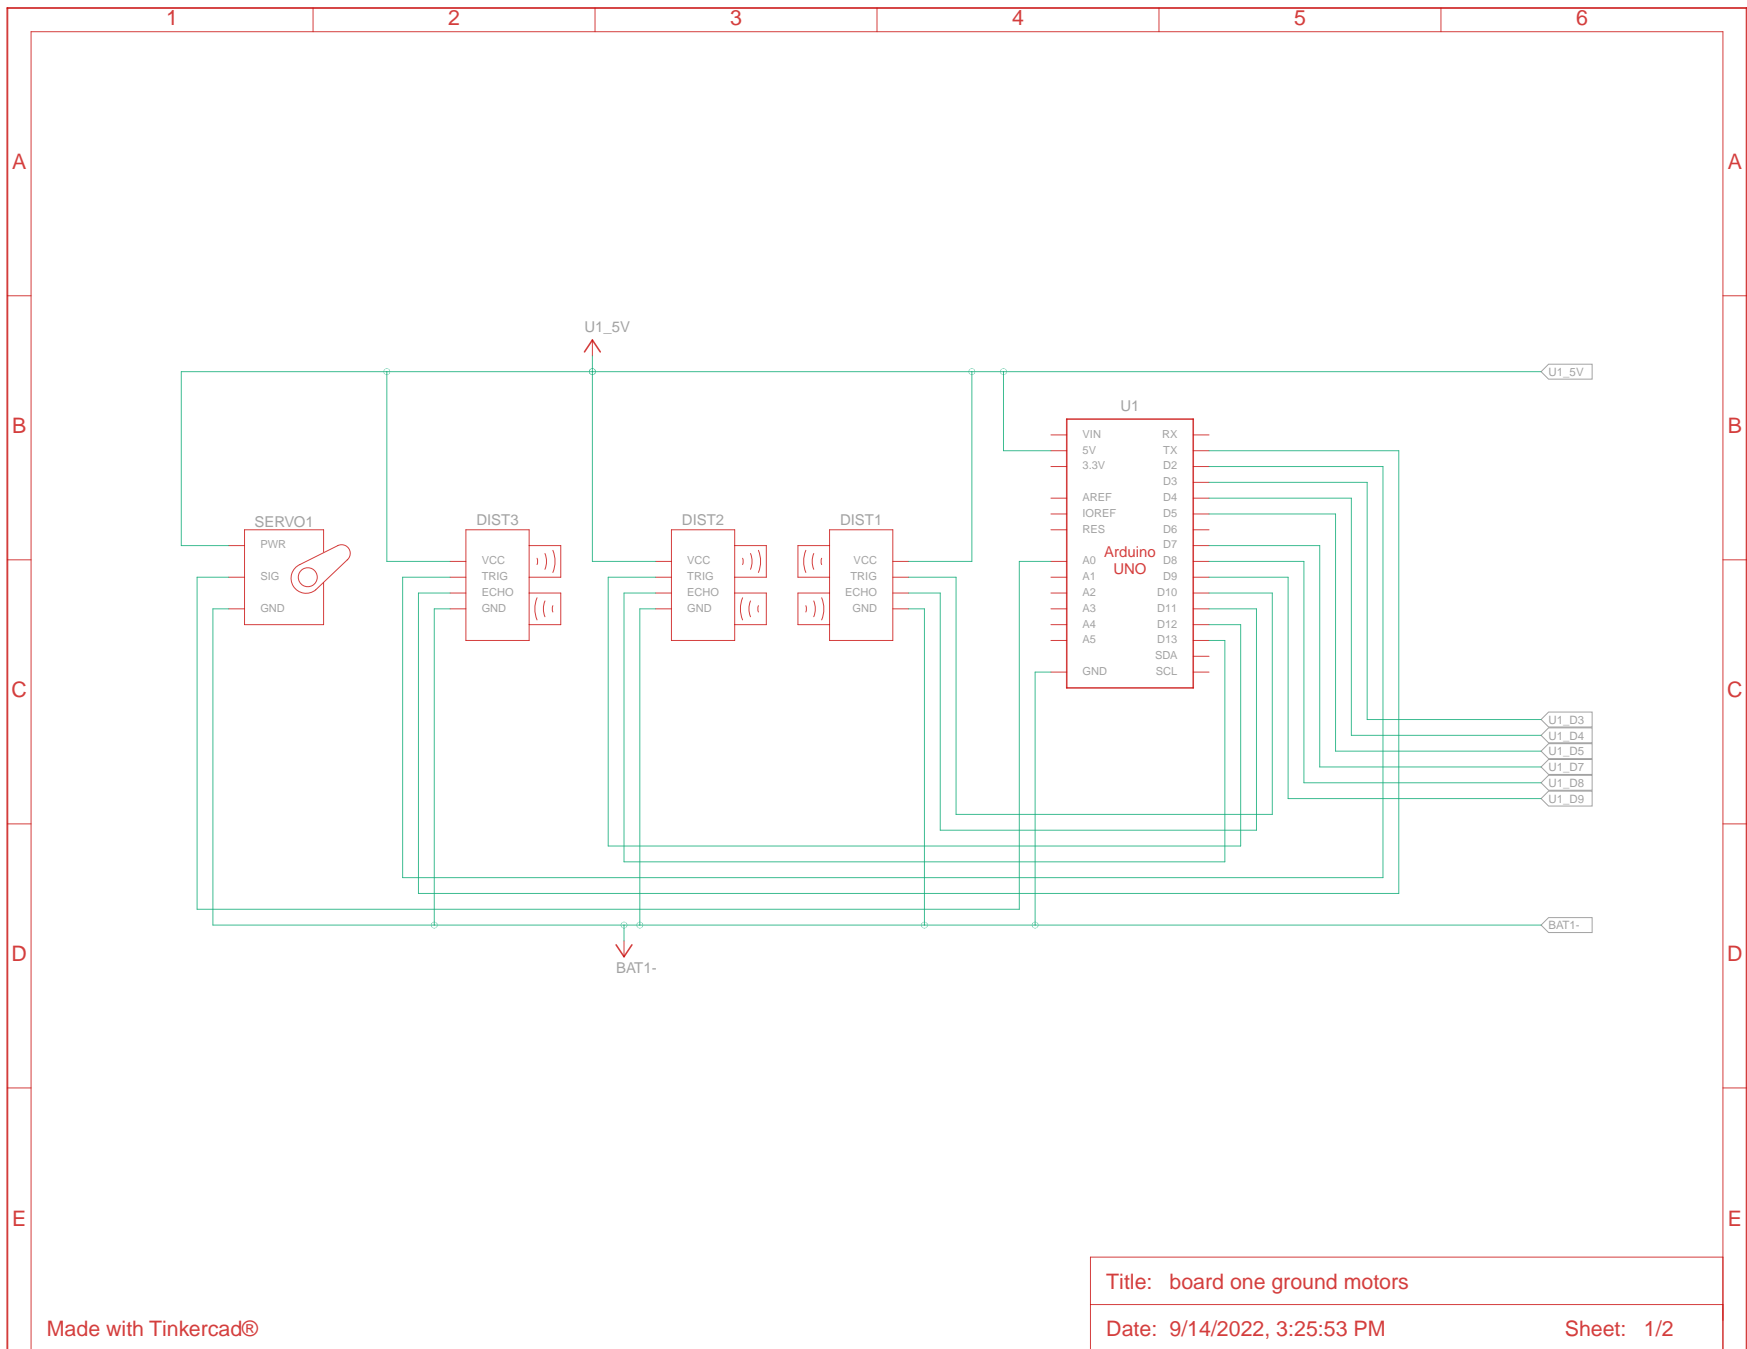 1 2 3 4 5 6
A A
U1_5V
U1_5V
B B
U1
VIN RX
5V TX
3.3V D2
D3
AREF D4
IOREF D5
RES D6
D7
A0 D8
A1 D9
A2 D10
A3 D11
A4 D12
A5 D13
SDA
GND SCL
Arduino
UNO
SERVO1
PWR
SIG
GND
DIST3
VCC
TRIG
ECHO
GND
DIST2
VCC
TRIG
ECHO
GND
DIST1
VCC
TRIG
ECHO
GND
C C
U1_D3
U1_D4
U1_D5
U1_D7
U1_D8
U1_D9
BAT1-
D D
BAT1-
E E
Title: board one ground motors
Made with Tinkercad®
Date: 9/14/2022, 3:25:53 PM Sheet: 1/2